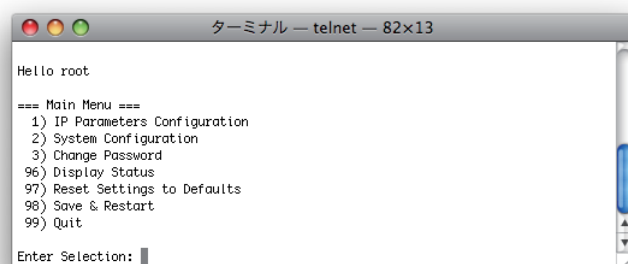 ターミナル — telnet — 82×13
Hello root
=== Main Menu ===
1) IP Parameters Configuration
2) System Configuration
3) Change Password
96) Display Status
97) Reset Settings to Defaults
98) Save & Restart
99) Quit
Enter Selection: